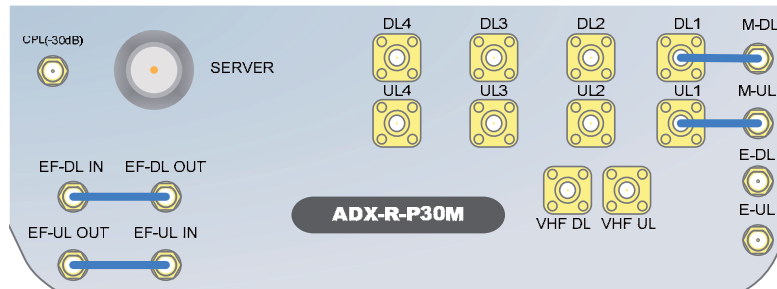 CPL(-30dB)
SERVER
DL4 DL3 DL2 DL1 M-DL
UL4 UL3 UL2 UL1 M-UL
EF-DL IN EF-DL OUT
E-DL
ADX-R-P30M
VHF DL VHF UL
E-UL
EF-UL OUT EF-UL IN